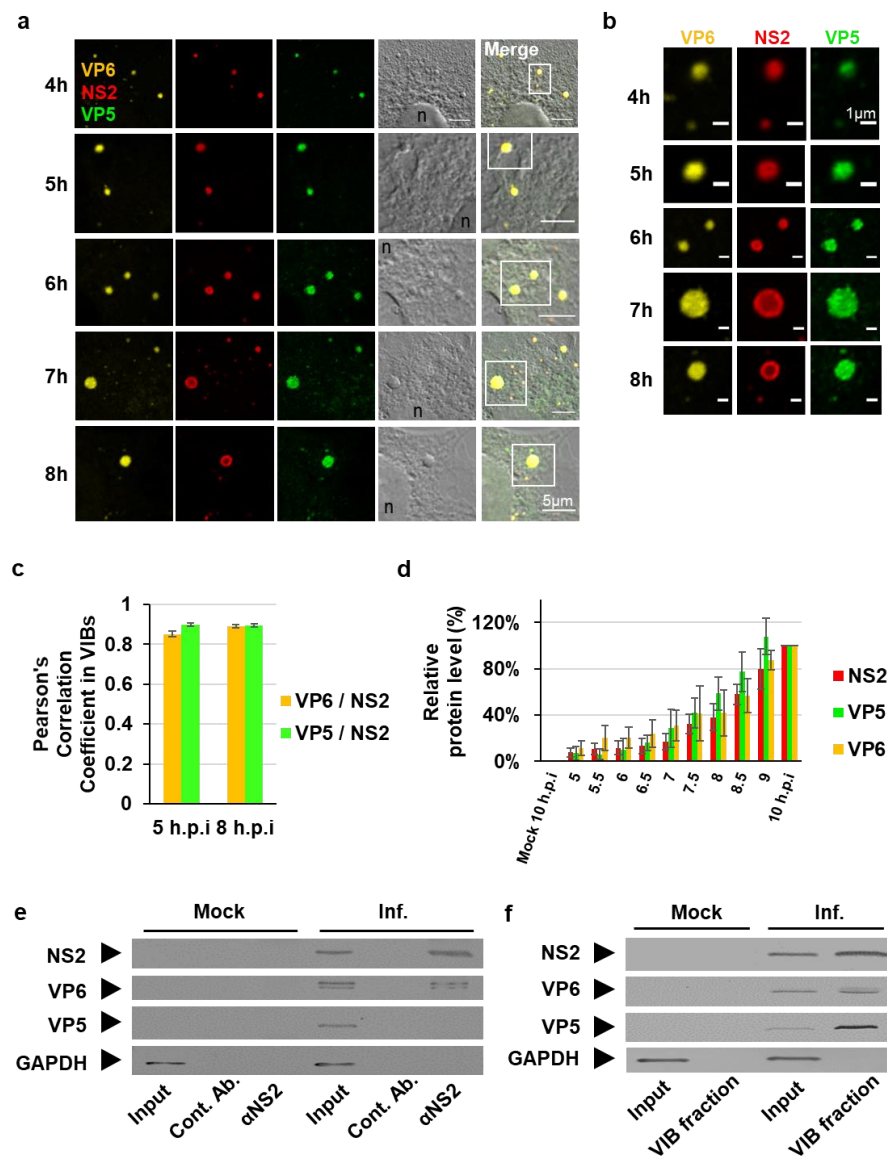 a
VP6
NS2
VP5
Merge
4h
n
5h
n
6h
n
7h
n
8h
n
5µm
b
VP6 NS2 VP5
4h
1µm
5h
6h
7h
8h
c
Pearson's
Correlation
Coefficient in VIBs
1
0.8
0.6
0.4
0.2
0
5 h.p.i 8 h.p.i
VP6 / NS2
VP5 / NS2
d
Relative
protein level (%)
120%
80%
40%
0%
Mock 10 h.p.i 5 5.5 6 6.5 7 7.5 8 8.5 9 10 h.p.i
NS2
VP5
VP6
e
Mock Inf.
NS2
VP6
VP5
GAPDH
Input Cont. Ab. αNS2 Input Cont. Ab. αNS2
f
Mock Inf.
NS2
VP6
VP5
GAPDH
Input VIB fraction Input VIB fraction